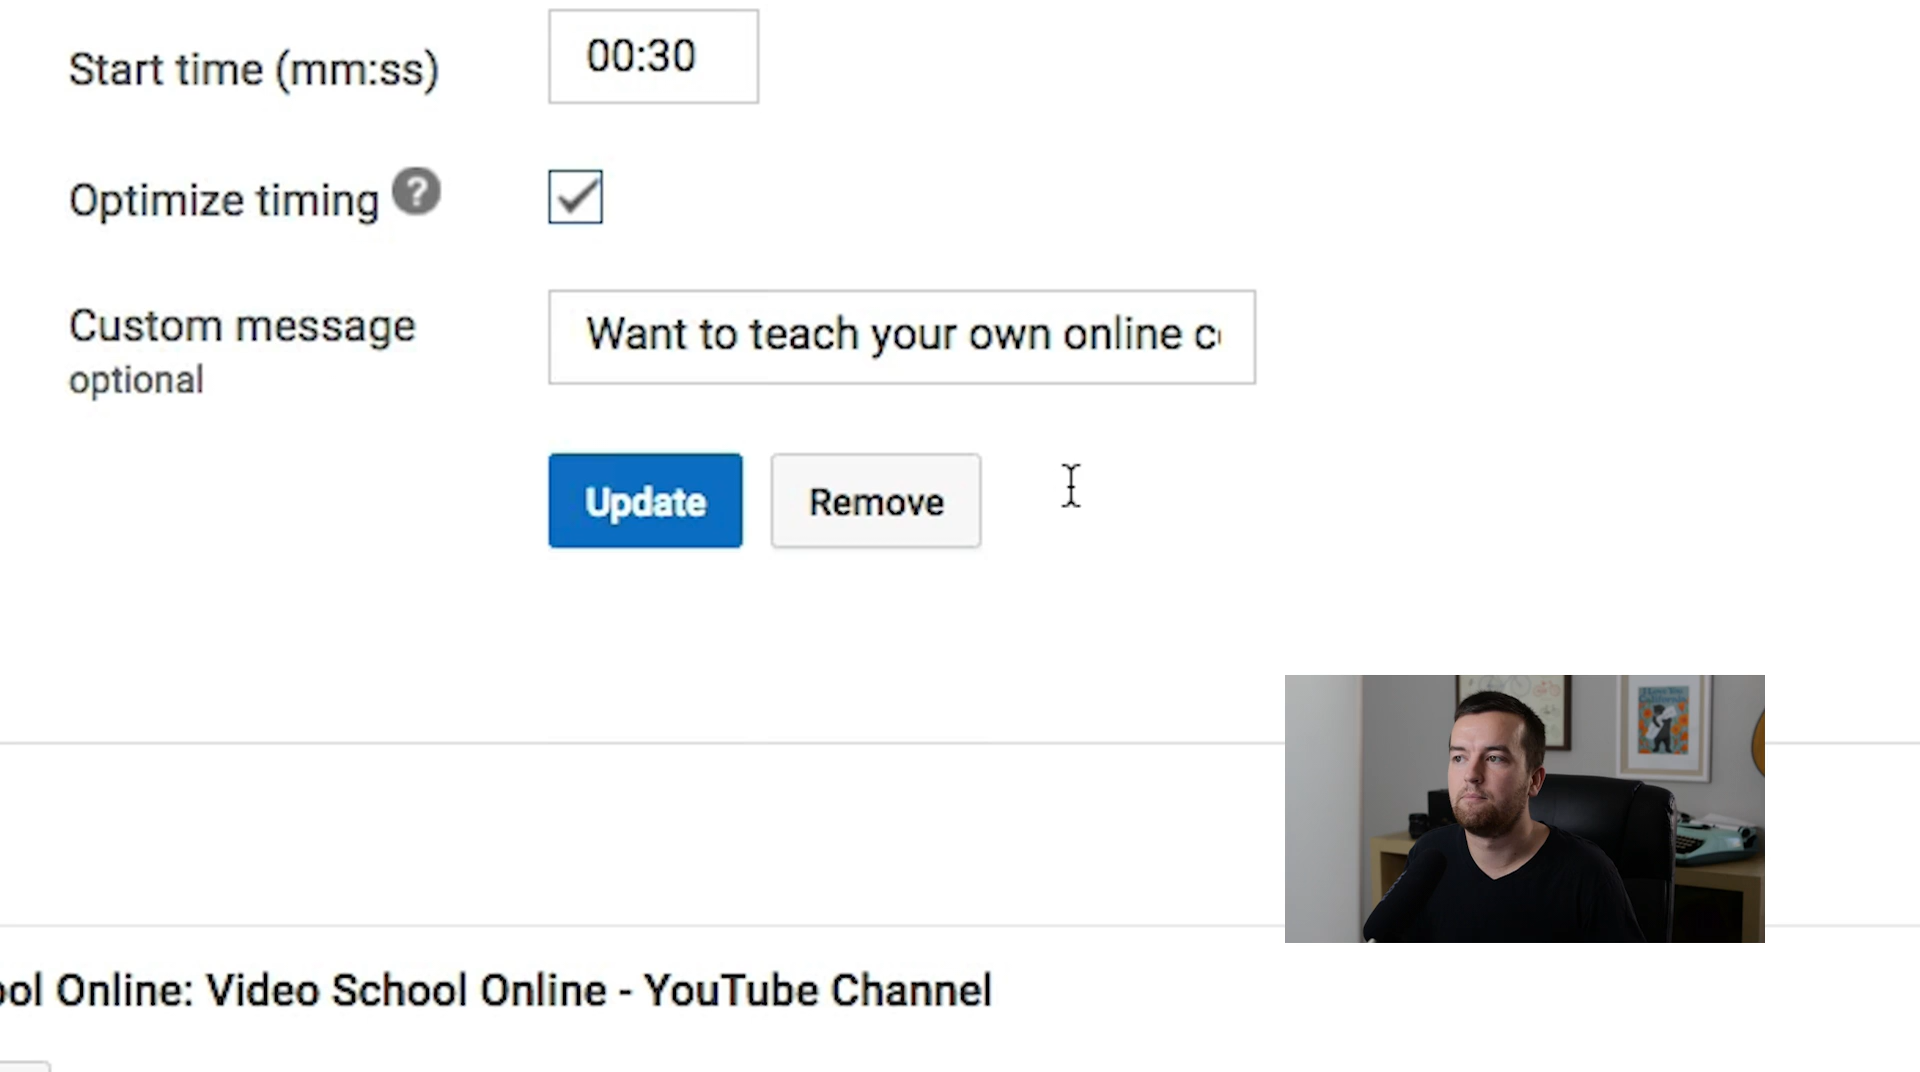 Start time (mm:ss)
00:30
Optimize timing ?
Custom message
optional
Want to teach your own online
Update
Remove
Online: Video School Online - YouTube Channel